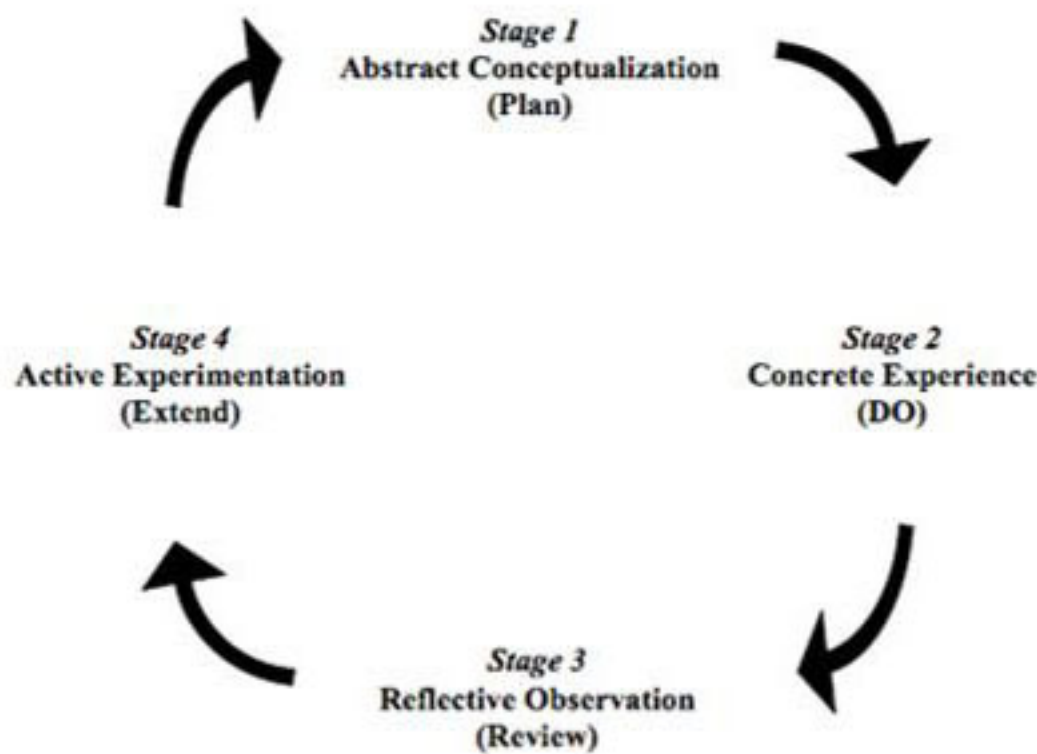 Stage 1
Abstract Conceptualization
(Plan)
Stage 2
Concrete Experience
(DO)
Stage 3
Reflective Observation
(Review)
Stage 4
Active Experimentation
(Extend)